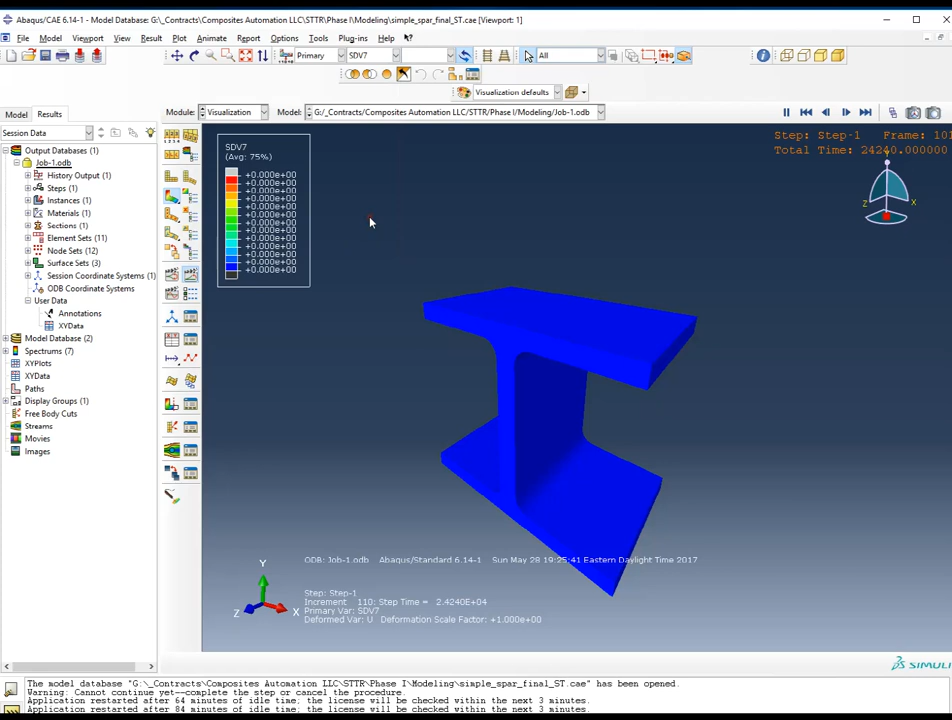 Abaqus/CAE 6.14-1 - Model Database: G:\_Contracts\Composites Automation LLC\STTR\Phase I\Modeling\simple_spar_final_ST.cae [Viewport: 1]
File Model Viewport View Result Plot Animate Report Options Tools Plug-ins Help
Primary SDV7 All
Visualization defaults
Model Results Module: Visualization Model: G:/_Contracts/Composites Automation LLC/STTR/Phase I/Modeling/Job-1.odb
Session Data
Output Databases (1)
Job-1.odb
History Output (1)
Steps (1)
Instances (1)
Materials (1)
Sections (1)
Element Sets (11)
Node Sets (12)
Surface Sets (3)
Session Coordinate Systems (1)
ODB Coordinate Systems
User Data
Annotations
XYData
Model Database (2)
Spectrums (7)
XYPlots
XYData
Paths
Display Groups (1)
Free Body Cuts
Streams
Movies
Images
SDV7
(Avg: 75%)
+0.000e+00
+0.000e+00
+0.000e+00
+0.000e+00
+0.000e+00
+0.000e+00
+0.000e+00
+0.000e+00
+0.000e+00
+0.000e+00
+0.000e+00
+0.000e+00
+0.000e+00
Step: Step-1 Frame: 101
Total Time: 24240.000000
Y
Z X
ODB: Job-1.odb Abaqus/Standard 6.14-1 Sun May 28 19:25:41 Eastern Daylight Time 2017
Y
Z X
Step: Step-1
Increment 110: Step Time = 2.4240E+04
Primary Var: SDV7
Deformed Var: U Deformation Scale Factor: +1.000e+00
SIMULI
The model database "G:\_Contracts\Composites Automation LLC\STTR\Phase I\Modeling\simple_spar_final_ST.cae" has been opened.
Warning: Cannot continue yet--complete the step or cancel the procedure.
Application restarted after 64 minutes of idle time; the license will be checked within the next 3 minutes.
Application restarted after 84 minutes of idle time; the license will be checked within the next 3 minutes.